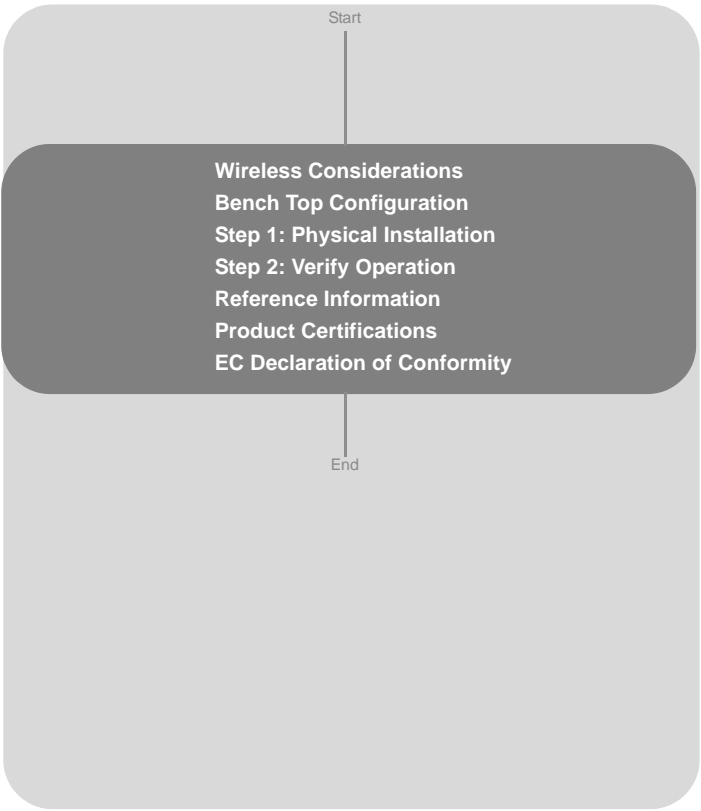 Start
Wireless Considerations
Bench Top Configuration
Step 1: Physical Installation
Step 2: Verify Operation
Reference Information
Product Certifications
EC Declaration of Conformity
End